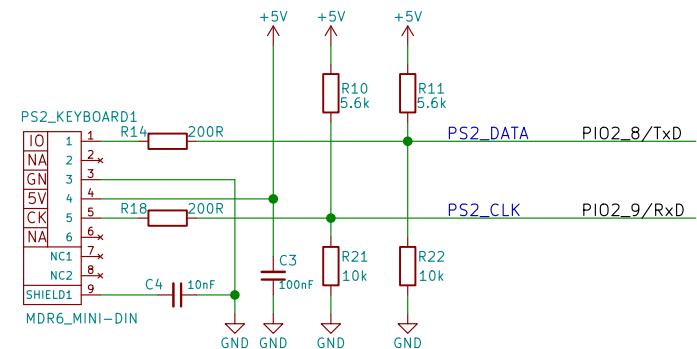 +5V +5V +5V
R10 R11
5.6k 5.6k
PS2_KEYBOARD1
IO 1 1 R14 200R PS2_DATA PIO2_8/TxD
NA 2 2
GN 3 3
5V 4 4
CK 5 5 R18 200R PS2_CLK PIO2_9/RxD
NA 6 6
NC1 7
NC2 8
C3 R21 R22
100nF 10k 10k
SHIELD1 9 C4 10nF
MDR6_MINI-DIN
GND GND GND GND